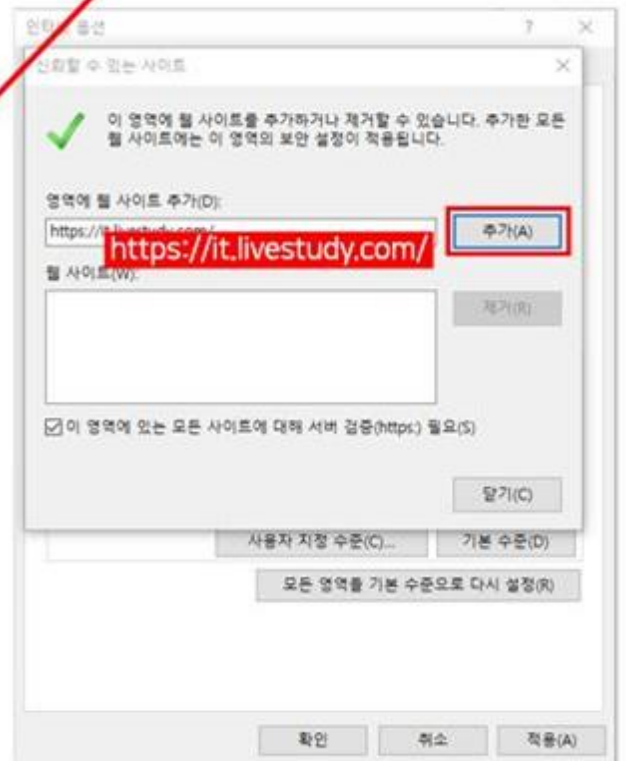 인터넷 옵션
신뢰할 수 있는 사이트
이 영역에 웹 사이트를 추가하거나 제거할 수 있습니다. 추가한 모든
웹 사이트에는 이 영역의 보안 설정이 적용됩니다.
영역에 웹 사이트 추가(D):
https://it.livestudy.com/
추가(A)
https://it.livestudy.com/
웹 사이트(W):
제거(R)
이 영역에 있는 모든 사이트에 대해 서버 검증(https:) 필요(S)
닫기(C)
사용자 지정 수준(C)... 기본 수준(D)
모든 영역을 기본 수준으로 다시 설정(R)
확인 취소 적용(A)